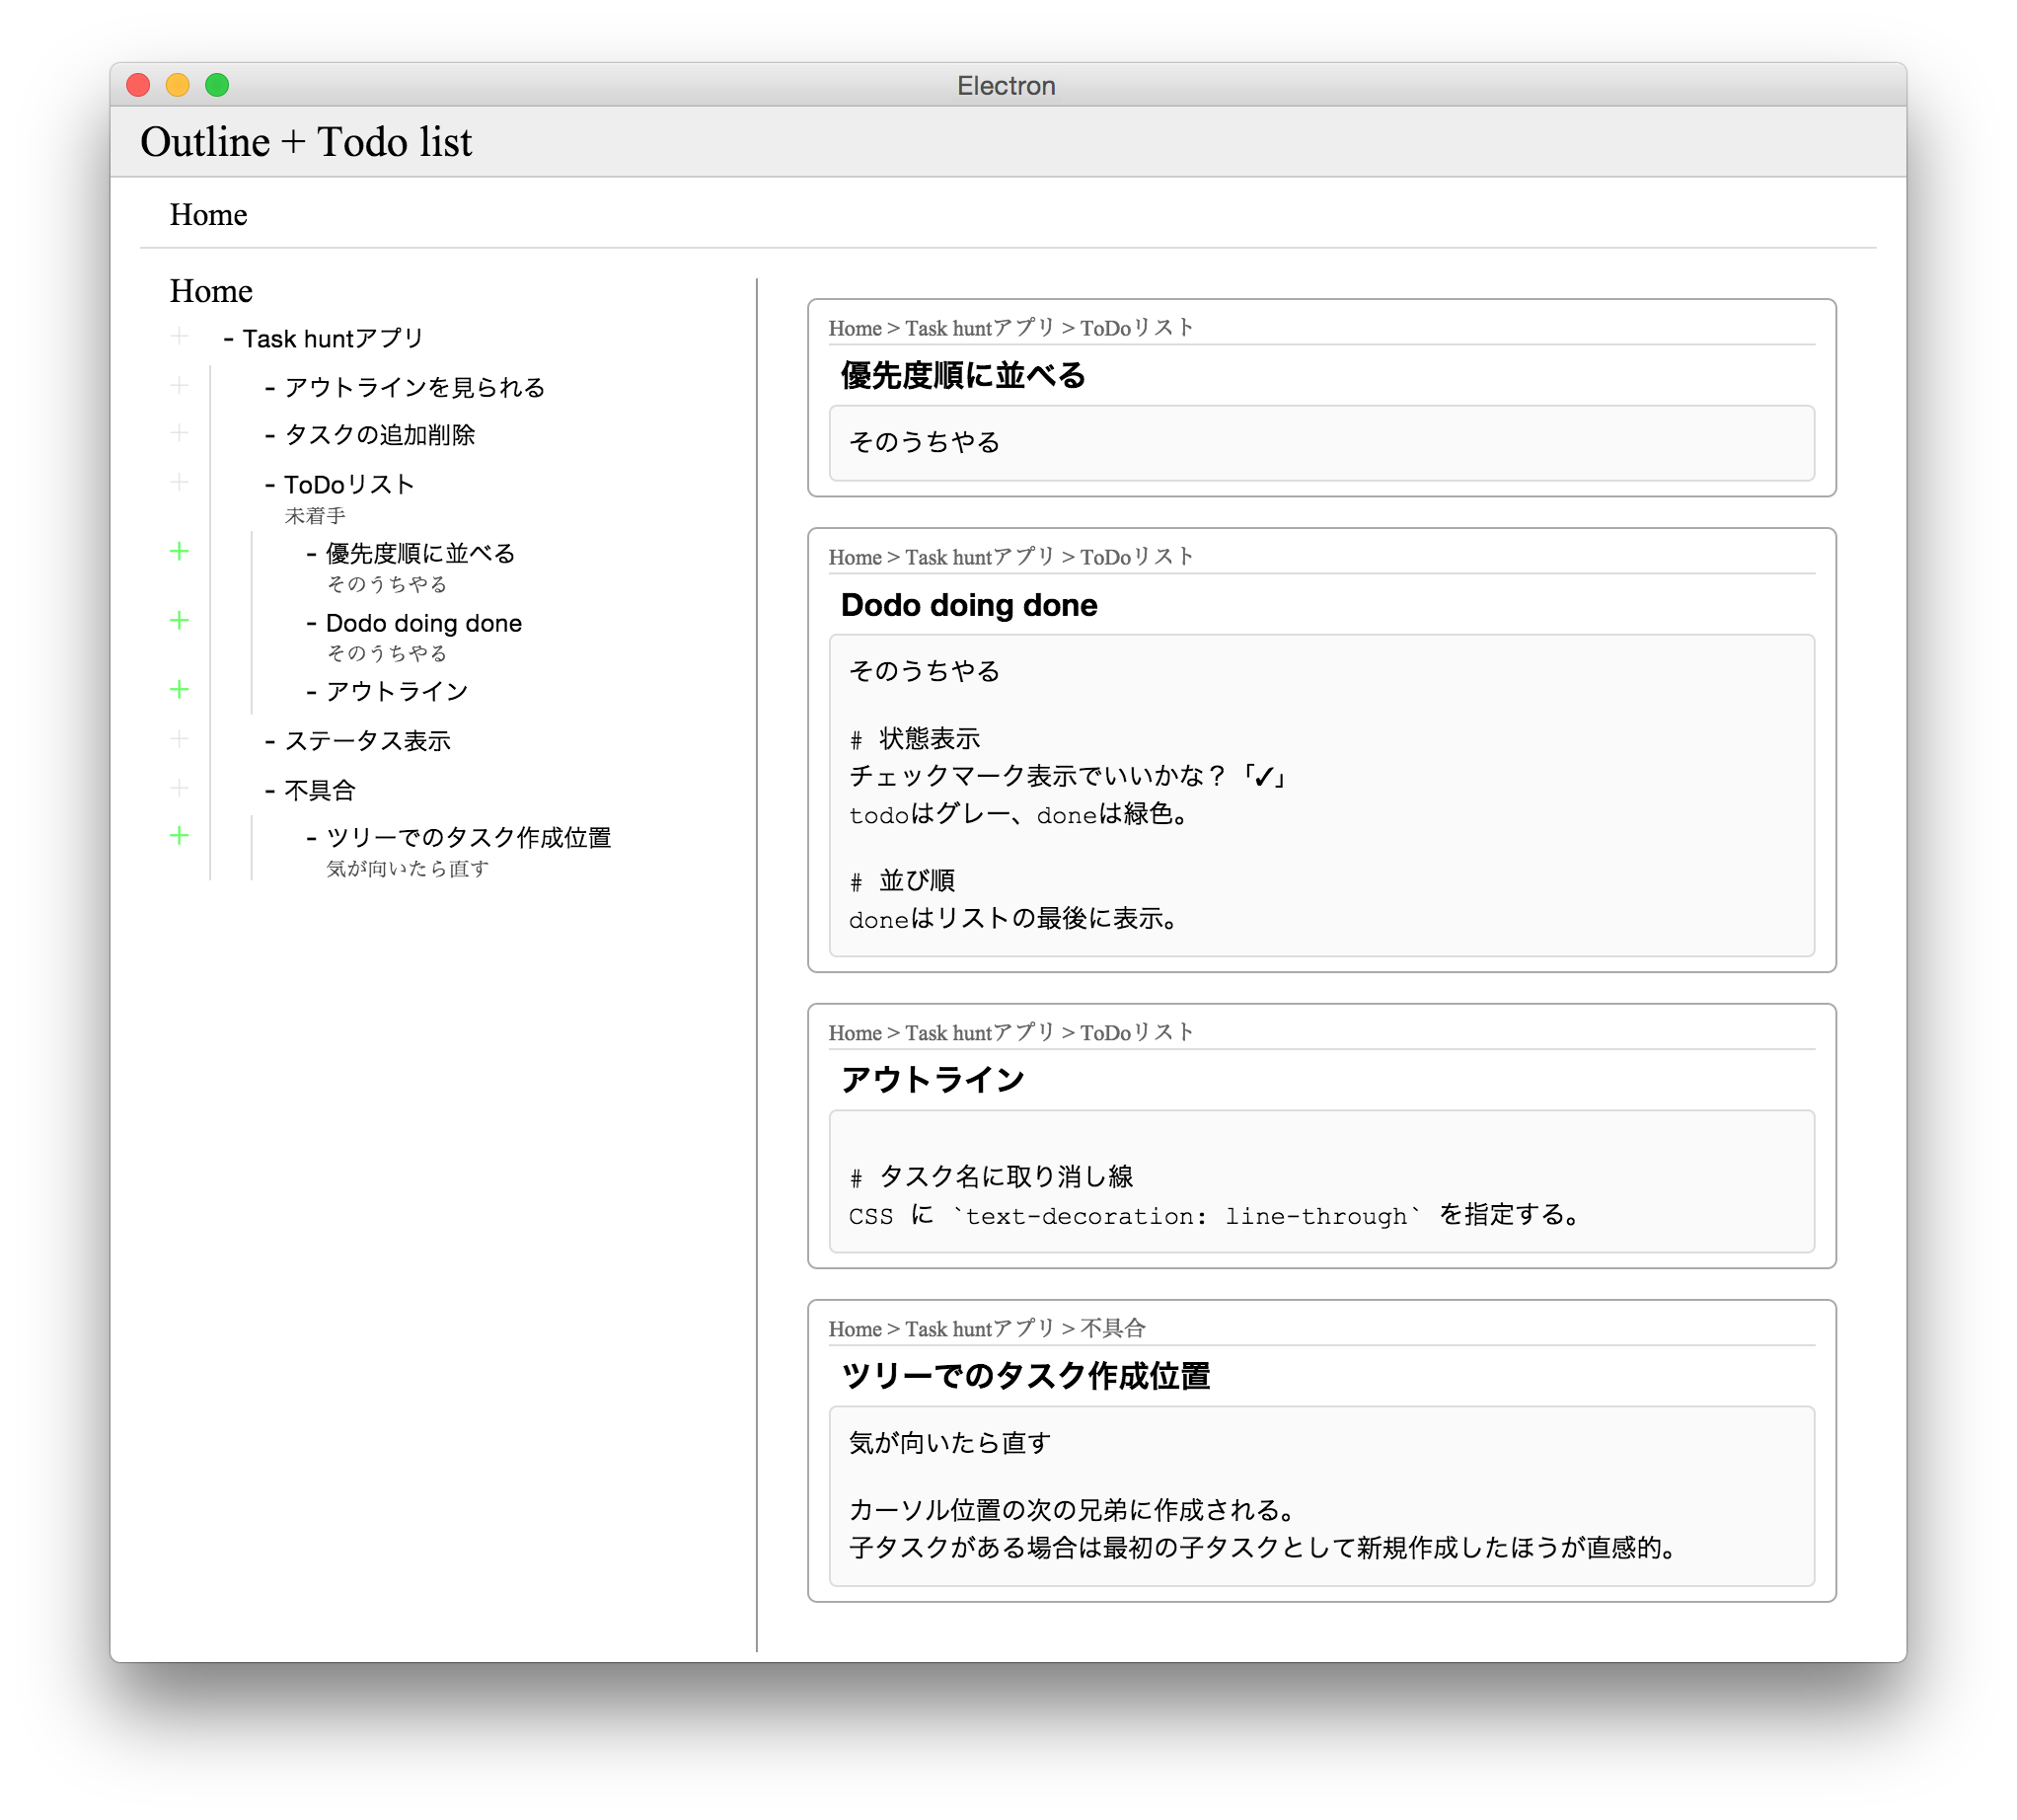 Electron
Outline + Todo list
Home
Home
+ - Task huntアプリ
+ - アウトラインを見られる
+ - タスクの追加削除
+ - ToDoリスト
未着手
+ - 優先度順に並べる
そのうちやる
+ - Dodo doing done
そのうちやる
+ - アウトライン
+ - ステータス表示
+ - 不具合
+ - ツリーでのタスク作成位置
気が向いたら直す
Home > Task huntアプリ > ToDoリスト
優先度順に並べる
そのうちやる
Home > Task huntアプリ > ToDoリスト
Dodo doing done
そのうちやる
# 状態表示
チェックマーク表示でいいかな？「✓」
todoはグレー、doneは緑色。
# 並び順
doneはリストの最後に表示。
Home > Task huntアプリ > ToDoリスト
アウトライン
# タスク名に取り消し線
CSS に `text-decoration: line-through` を指定する。
Home > Task huntアプリ > 不具合
ツリーでのタスク作成位置
気が向いたら直す
カーソル位置の次の兄弟に作成される。
子タスクがある場合は最初の子タスクとして新規作成したほうが直感的。